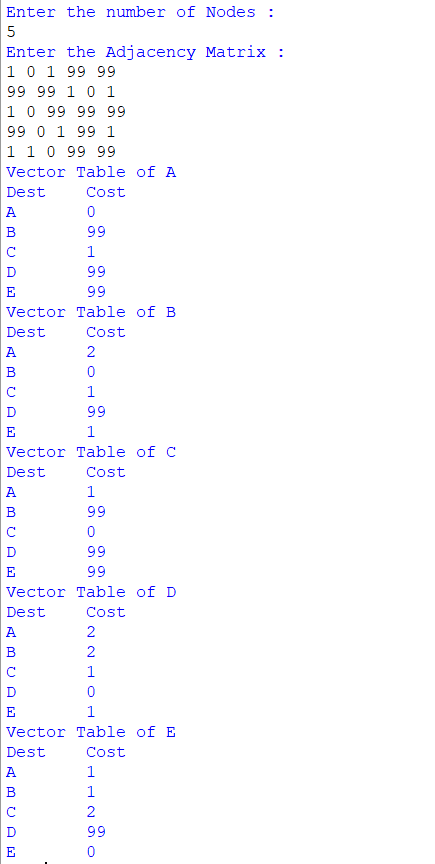 Enter the number of Nodes :
5
Enter the Adjacency Matrix :
1 0 1 99 99
99 99 1 0 1
1 0 99 99 99
99 0 1 99 1
1 1 0 99 99
Vector Table of A
Dest    Cost
A       0
B       99
C       1
D       99
E       99
Vector Table of B
Dest    Cost
A       2
B       0
C       1
D       99
E       1
Vector Table of C
Dest    Cost
A       1
B       99
C       0
D       99
E       99
Vector Table of D
Dest    Cost
A       2
B       2
C       1
D       0
E       1
Vector Table of E
Dest    Cost
A       1
B       1
C       2
D       99
E       0